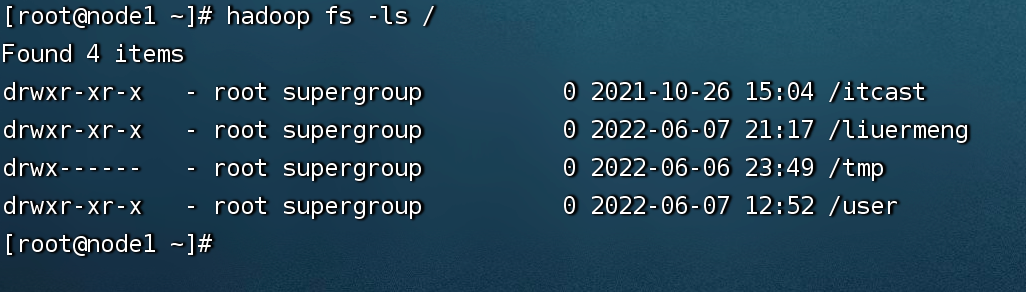 [root@node1 ~]# hadoop fs -ls /
Found 4 items
drwxr-xr-x   - root supergroup          0 2021-10-26 15:04 /itcast
drwxr-xr-x   - root supergroup          0 2022-06-07 21:17 /liuermeng
drwx------   - root supergroup          0 2022-06-06 23:49 /tmp
drwxr-xr-x   - root supergroup          0 2022-06-07 12:52 /user
[root@node1 ~]#